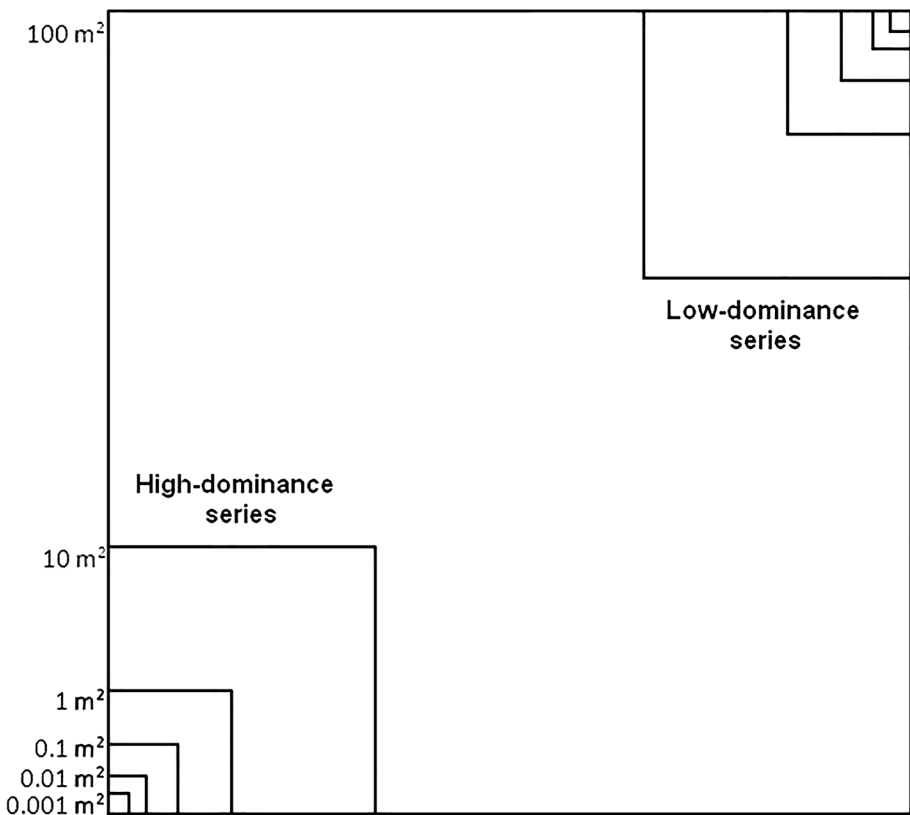 100 m²
Low-dominance
series
High-dominance
series
10 m²
1 m²
0.1 m²
0.01 m²
0.001 m²